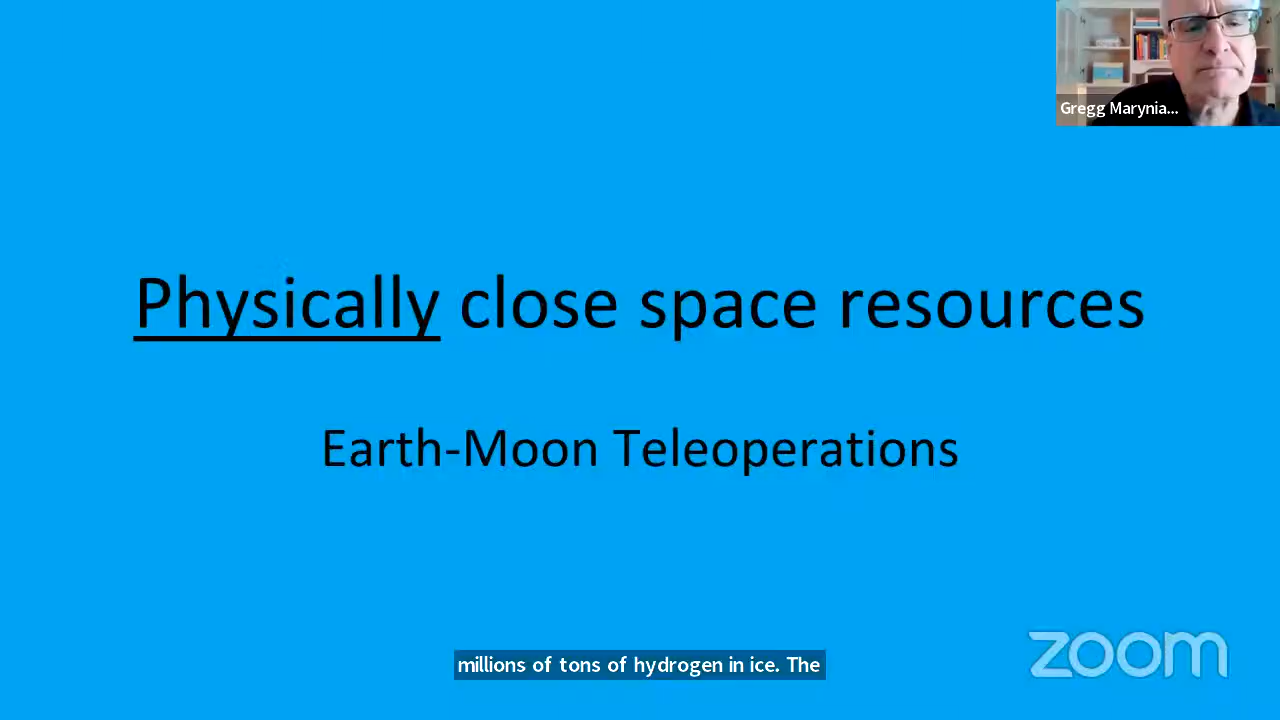 Gregg Marynia...
Physically close space resources
Earth-Moon Teleoperations
millions of tons of hydrogen in ice. The
zoom